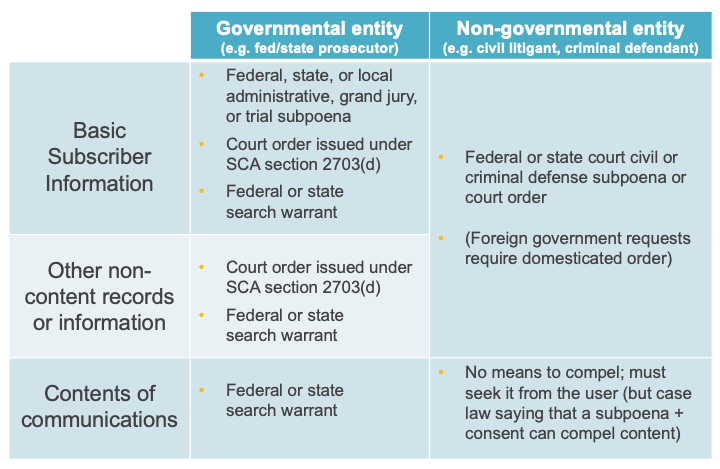 Governmental entity
(e.g. fed/state prosecutor)
Non-governmental entity
(e.g. civil litigant, criminal defendant)
Basic
Subscriber
Information
• Federal, state, or local
administrative, grand jury,
or trial subpoena
• Court order issued under
SCA section 2703(d)
• Federal or state
search warrant
• Federal or state court civil or
criminal defense subpoena or
court order
• (Foreign government requests
require domesticated order)
Other non-
content records
or information
• Court order issued under
SCA section 2703(d)
• Federal or state
search warrant
Contents of
communications
• Federal or state
search warrant
• No means to compel; must
seek it from the user (but case
law saying that a subpoena +
consent can compel content)